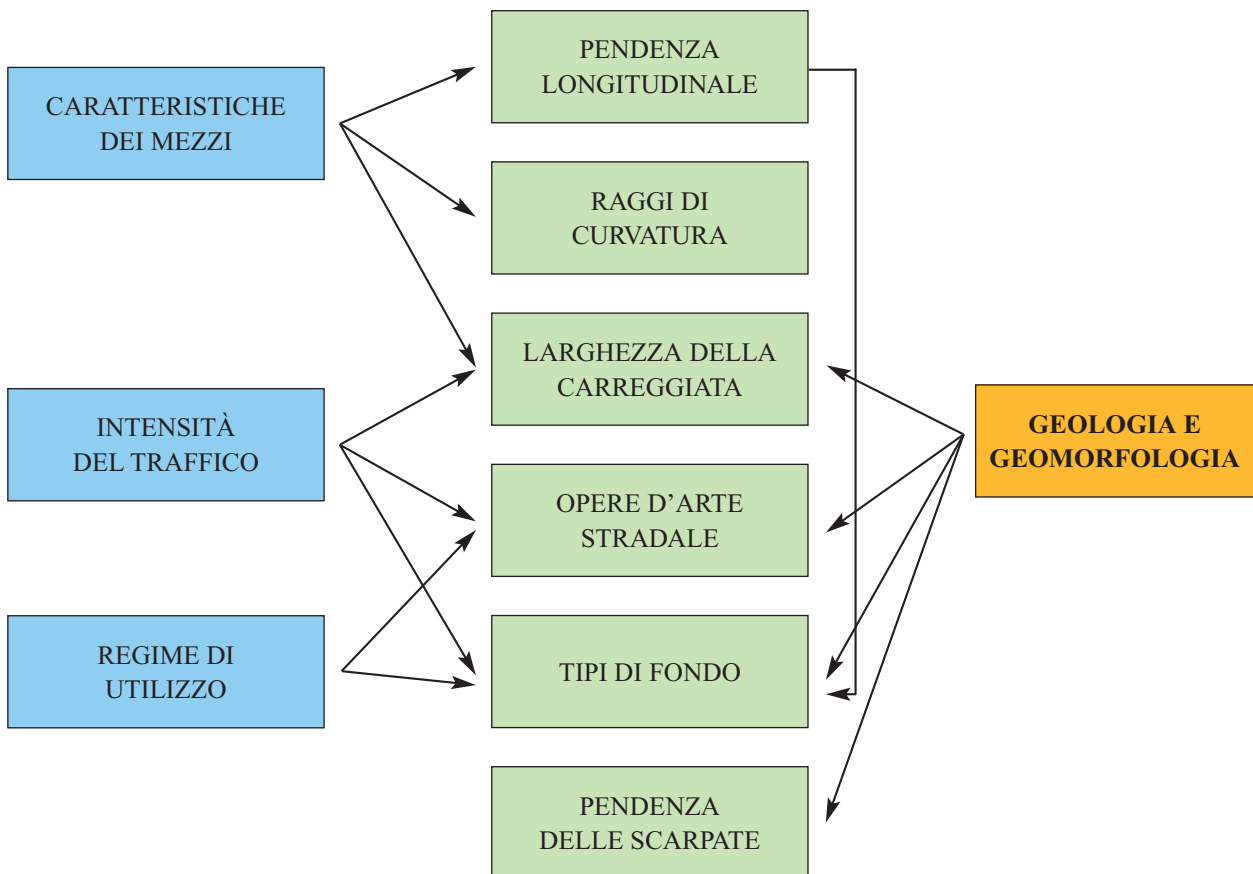 PENDENZA
LONGITUDINALE
CARATTERISTICHE
DEI MEZZI
RAGGI DI
CURVATURA
LARGHEZZA DELLA
CARREGGIATA
INTENSITÀ
DEL TRAFFICO
GEOLOGIA E
GEOMORFOLOGIA
OPERE D’ARTE
STRADALE
REGIME DI
UTILIZZO
TIPI DI FONDO
PENDENZA
DELLE SCARPATE